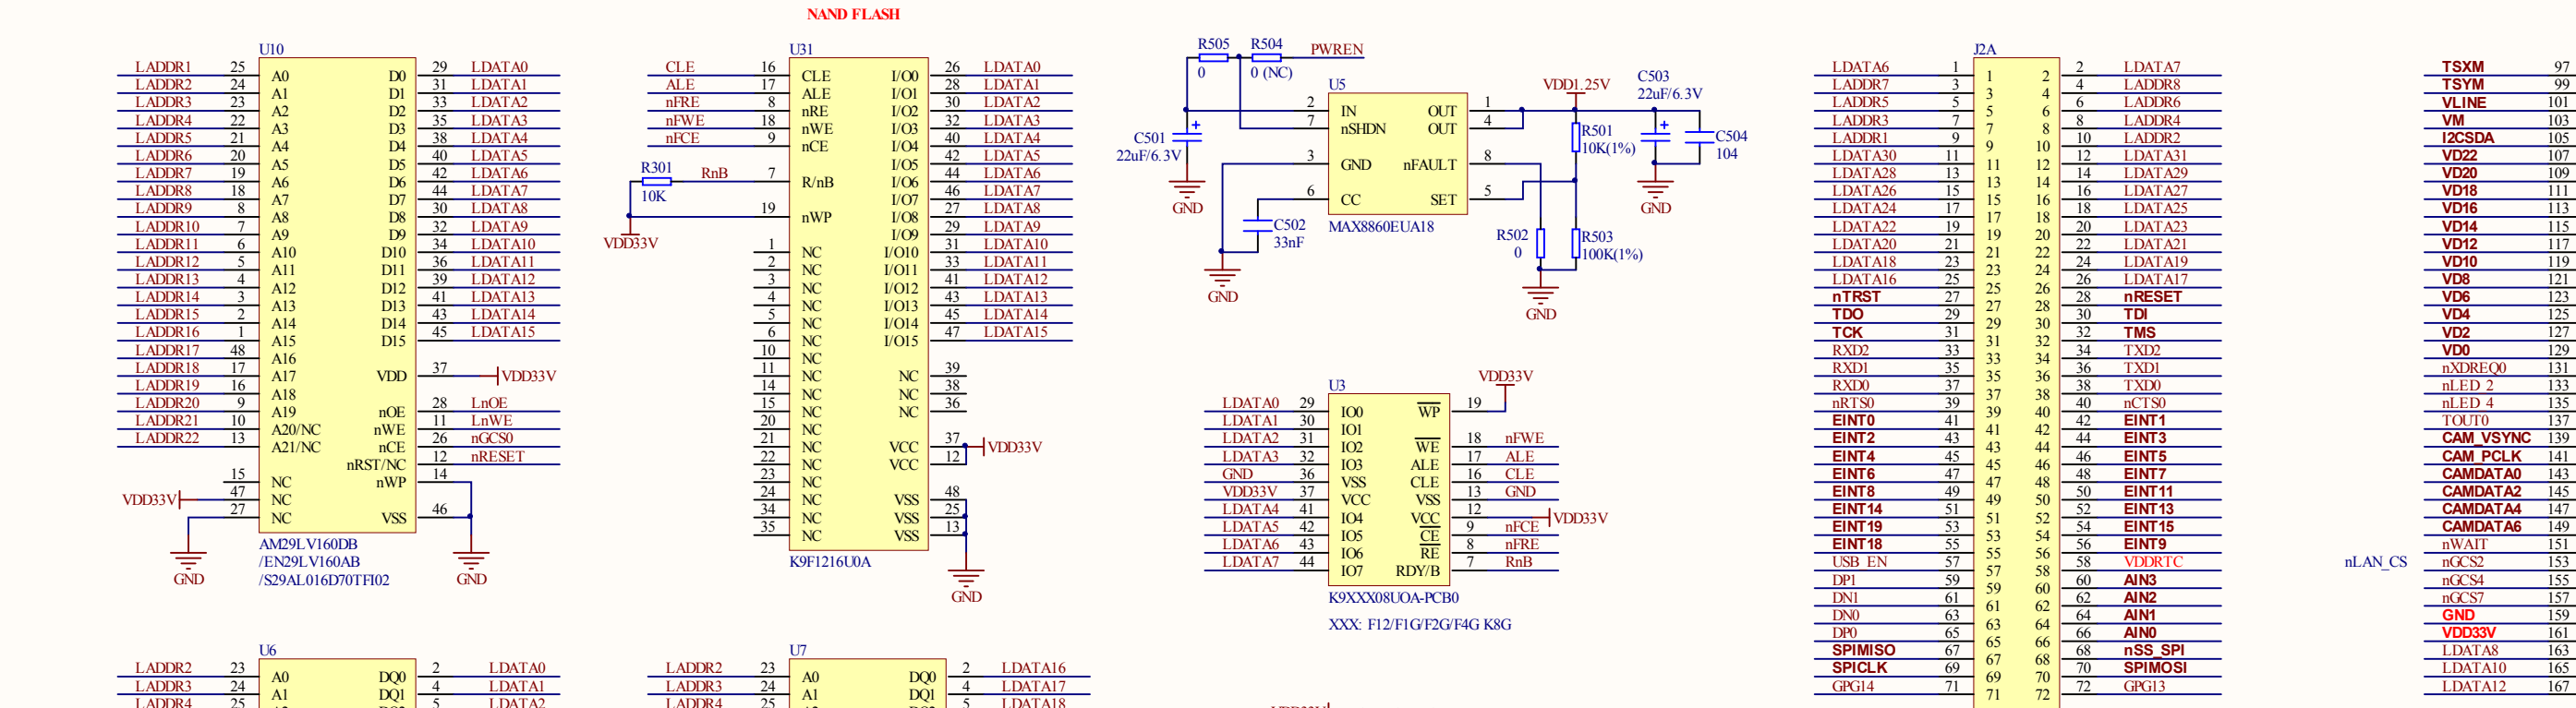 NAND FLASH
U10
LADDR1 25 A0 D0 29 LDATA0
LADDR2 24 A1 D1 31 LDATA1
LADDR3 23 A2 D2 33 LDATA2
LADDR4 22 A3 D3 35 LDATA3
LADDR5 21 A4 D4 38 LDATA4
LADDR6 20 A5 D5 40 LDATA5
LADDR7 19 A6 D6 42 LDATA6
LADDR8 18 A7 D7 44 LDATA7
LADDR9 8 A8 D8 30 LDATA8
LADDR10 7 A9 D9 32 LDATA9
LADDR11 6 A10 D10 34 LDATA10
LADDR12 5 A11 D11 36 LDATA11
LADDR13 4 A12 D12 39 LDATA12
LADDR14 3 A13 D13 41 LDATA13
LADDR15 2 A14 D14 43 LDATA14
LADDR16 1 A15 D15 45 LDATA15
LADDR17 48 A16
LADDR18 17 A17 VDD 37 VDD33V
LADDR19 16 A18
LADDR20 9 A19 nOE 28 LnOE
LADDR21 10 A20/NC nWE 11 LnWE
LADDR22 13 A21/NC nCE 26 nGCS0
nRST/NC 12 nRESET
15 NC nWP 14
VDD33V 47 NC
27 NC VSS 46
AM29LV160DB
/EN29LV160AB
/S29AL016D70TFI02
GND GND
U31
CLE 16 CLE I/O0 26 LDATA0
ALE 17 ALE I/O1 28 LDATA1
nFRE 8 nRE I/O2 30 LDATA2
nFWE 18 nWE I/O3 32 LDATA3
nFCE 9 nCE I/O4 40 LDATA4
I/O5 42 LDATA5
R301 10K RnB 7 R/nB I/O6 44 LDATA6
I/O7 46 LDATA7
19 nWP I/O8 27 LDATA8
VDD33V
I/O9 29 LDATA9
1 NC I/O10 31 LDATA10
2 NC I/O11 33 LDATA11
3 NC I/O12 41 LDATA12
4 NC I/O13 43 LDATA13
5 NC I/O14 45 LDATA14
6 NC I/O15 47 LDATA15
10 NC
11 NC NC 39
14 NC NC 38
15 NC NC 36
20 NC
21 NC VCC 37 VDD33V
22 NC VCC 12
23 NC
24 NC VSS 48
34 NC VSS 25
35 NC VSS 13
K9F1216U0A
GND
R505 R504 PWREN
0 0 (NC)
U5
VDD1.25V
C503
22uF/6.3V
2 IN OUT 1
7 nSHDN OUT 4
3 GND nFAULT 8
6 CC SET 5
MAX8860EUA18
C501
22uF/6.3V
GND
C502
33nF
GND
R501
10K(1%)
C504
104
GND
R502
0
R503
100K(1%)
GND
U3
VDD33V
LDATA0 29 IO0 WP 19
LDATA1 30 IO1
LDATA2 31 IO2 WE 18 nFWE
LDATA3 32 IO3 ALE 17 ALE
GND 36 VSS CLE 16 CLE
VDD33V 37 VCC VSS 13 GND
LDATA4 41 IO4 VCC 12 VDD33V
LDATA5 42 IO5 CE 9 nFCE
LDATA6 43 IO6 RE 8 nFRE
LDATA7 44 IO7 RDY/B 7 RnB
K9XXX08UOA-PCB0
XXX: F12/F1G/F2G/F4G K8G
J2A
LDATA6 1 1 2 2 LDATA7
LADDR7 3 3 4 4 LADDR8
LADDR5 5 5 6 6 LADDR6
LADDR3 7 7 8 8 LADDR4
LADDR1 9 9 10 10 LADDR2
LDATA30 11 11 12 12 LDATA31
LDATA28 13 13 14 14 LDATA29
LDATA26 15 15 16 16 LDATA27
LDATA24 17 17 18 18 LDATA25
LDATA22 19 19 20 20 LDATA23
LDATA20 21 21 22 22 LDATA21
LDATA18 23 23 24 24 LDATA19
LDATA16 25 25 26 26 LDATA17
nTRST 27 27 28 28 nRESET
TDO 29 29 30 30 TDI
TCK 31 31 32 32 TMS
RXD2 33 33 34 34 TXD2
RXD1 35 35 36 36 TXD1
RXD0 37 37 38 38 TXD0
nRTS0 39 39 40 40 nCTS0
EINT0 41 41 42 42 EINT1
EINT2 43 43 44 44 EINT3
EINT4 45 45 46 46 EINT5
EINT6 47 47 48 48 EINT7
EINT8 49 49 50 50 EINT11
EINT14 51 51 52 52 EINT13
EINT19 53 53 54 54 EINT15
EINT18 55 55 56 56 EINT9
USB EN 57 57 58 58 VDDRTC
DP1 59 59 60 60 AIN3
DN1 61 61 62 62 AIN2
DN0 63 63 64 64 AIN1
DP0 65 65 66 66 AIN0
SPIMISO 67 67 68 68 nSS_SPI
SPICLK 69 69 70 70 SPIMOSI
GPG14 71 71 72 72 GPG13
TSXM 97
TSYM 99
VLINE 101
VM 103
I2CSDA 105
VD22 107
VD20 109
VD18 111
VD16 113
VD14 115
VD12 117
VD10 119
VD8 121
VD6 123
VD4 125
VD2 127
VD0 129
nXDREQ0 131
nLED 2 133
nLED 4 135
TOUT0 137
CAM_VSYNC 139
CAM_PCLK 141
CAMDATA0 143
CAMDATA2 145
CAMDATA4 147
CAMDATA6 149
nWAIT 151
nLAN_CS nGCS2 153
nGCS4 155
nGCS7 157
GND 159
VDD33V 161
LDATA8 163
LDATA10 165
LDATA12 167
U6
LADDR2 23 A0 DQ0 2 LDATA0
LADDR3 24 A1 DQ1 4 LDATA1
LADDR4 25 5 LDATA2
U7
LADDR2 23 A0 DQ0 2 LDATA16
LADDR3 24 A1 DQ1 4 LDATA17
LADDR4 25 5 LDATA18